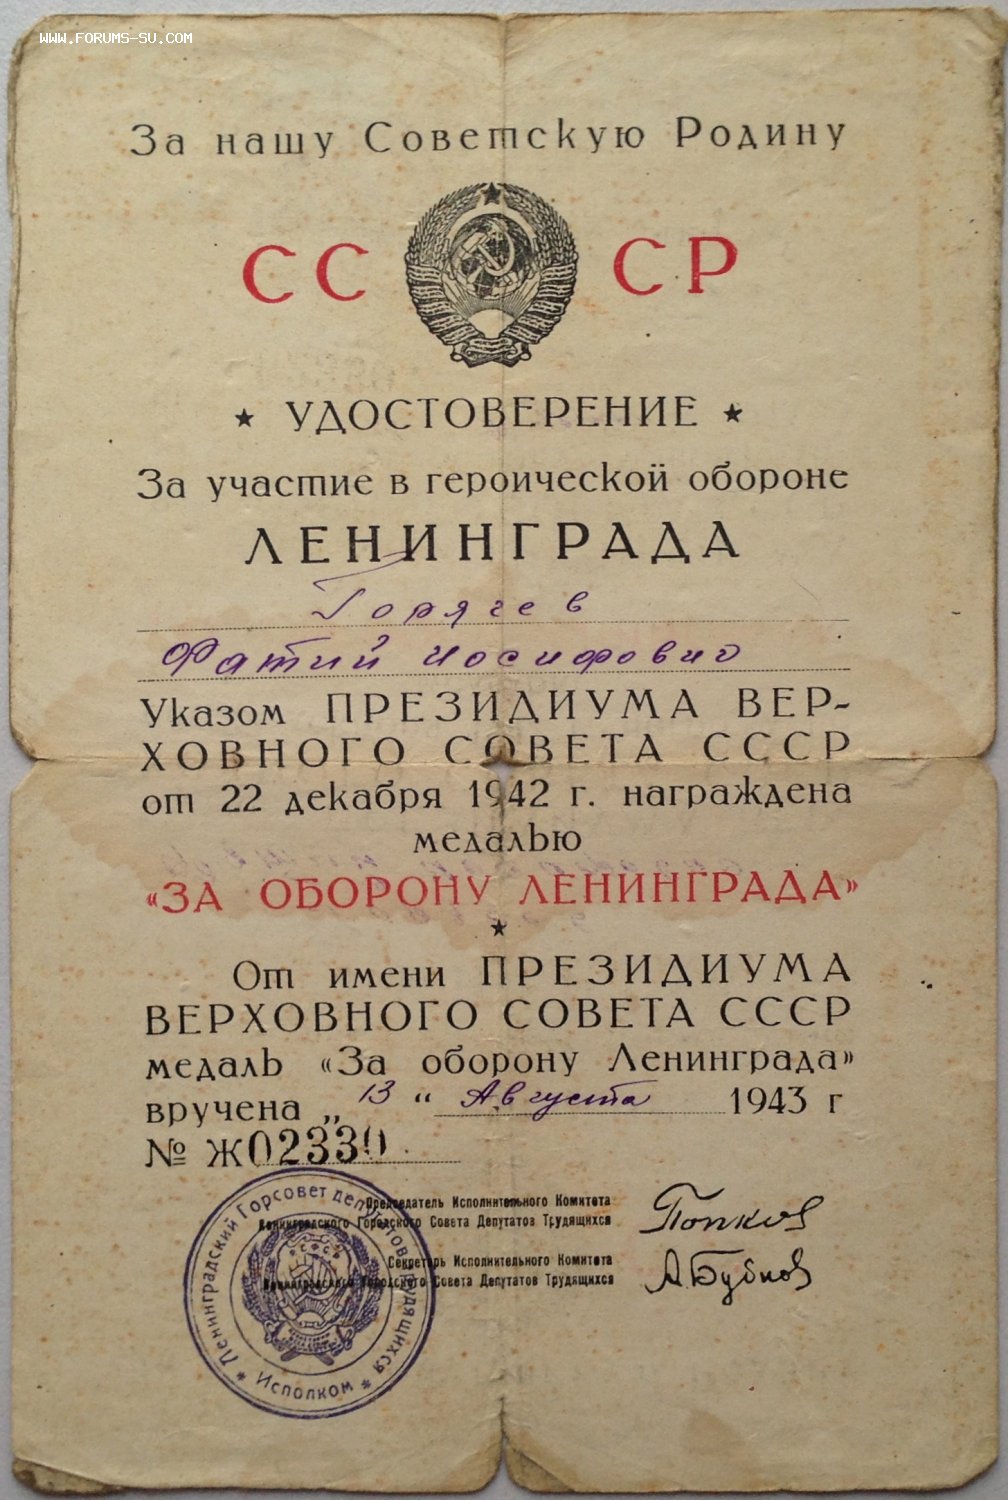 WWW.FORUMS-SU.COM
За нашу Советскую Родину
СС СР
★ УДОСТОВЕРЕНИЕ ★
За участие в героической обороне
ЛЕНИНГРАДА
Горячев
Фатий Иосифович
Указом ПРЕЗИДИУМА ВЕР-
ХОВНОГО СОВЕТА СССР
от 22 декабря 1942 г. награждена
медалью
«ЗА ОБОРОНУ ЛЕНИНГРАДА»
★
От имени ПРЕЗИДИУМА
ВЕРХОВНОГО СОВЕТА СССР
медаль «За оборону Ленинграда»
вручена „13“ Августа 1943 г
№ Ж02330
Председатель Исполнительного Комитета
Ленинградского Городского Совета Депутатов Трудящихся
Попков
Секретарь Исполнительного Комитета
Ленинградского Городского Совета Депутатов Трудящихся
А Бубнов
★ Ленинградский Горсовет депутатов трудящихся ★
Исполком
РСФСР